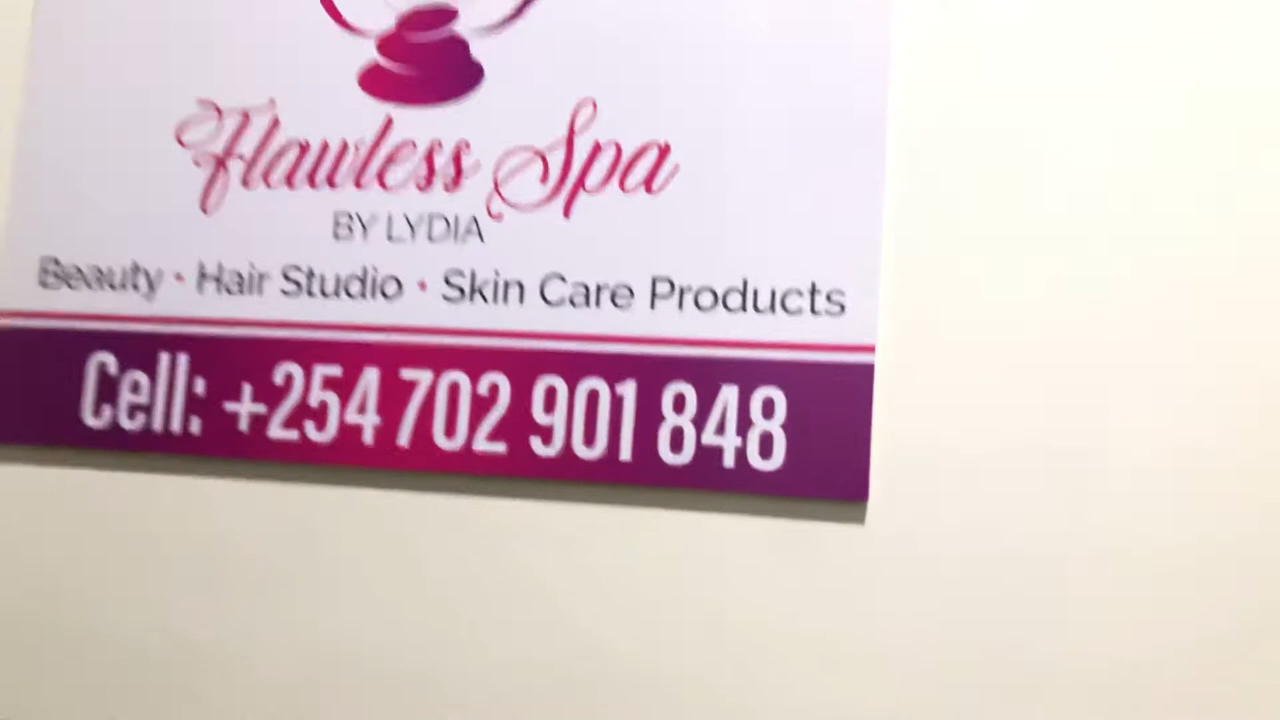 Flawless Spa
BY LYDIA
Beauty • Hair Studio • Skin Care Products
Cell: +254 702 901 848